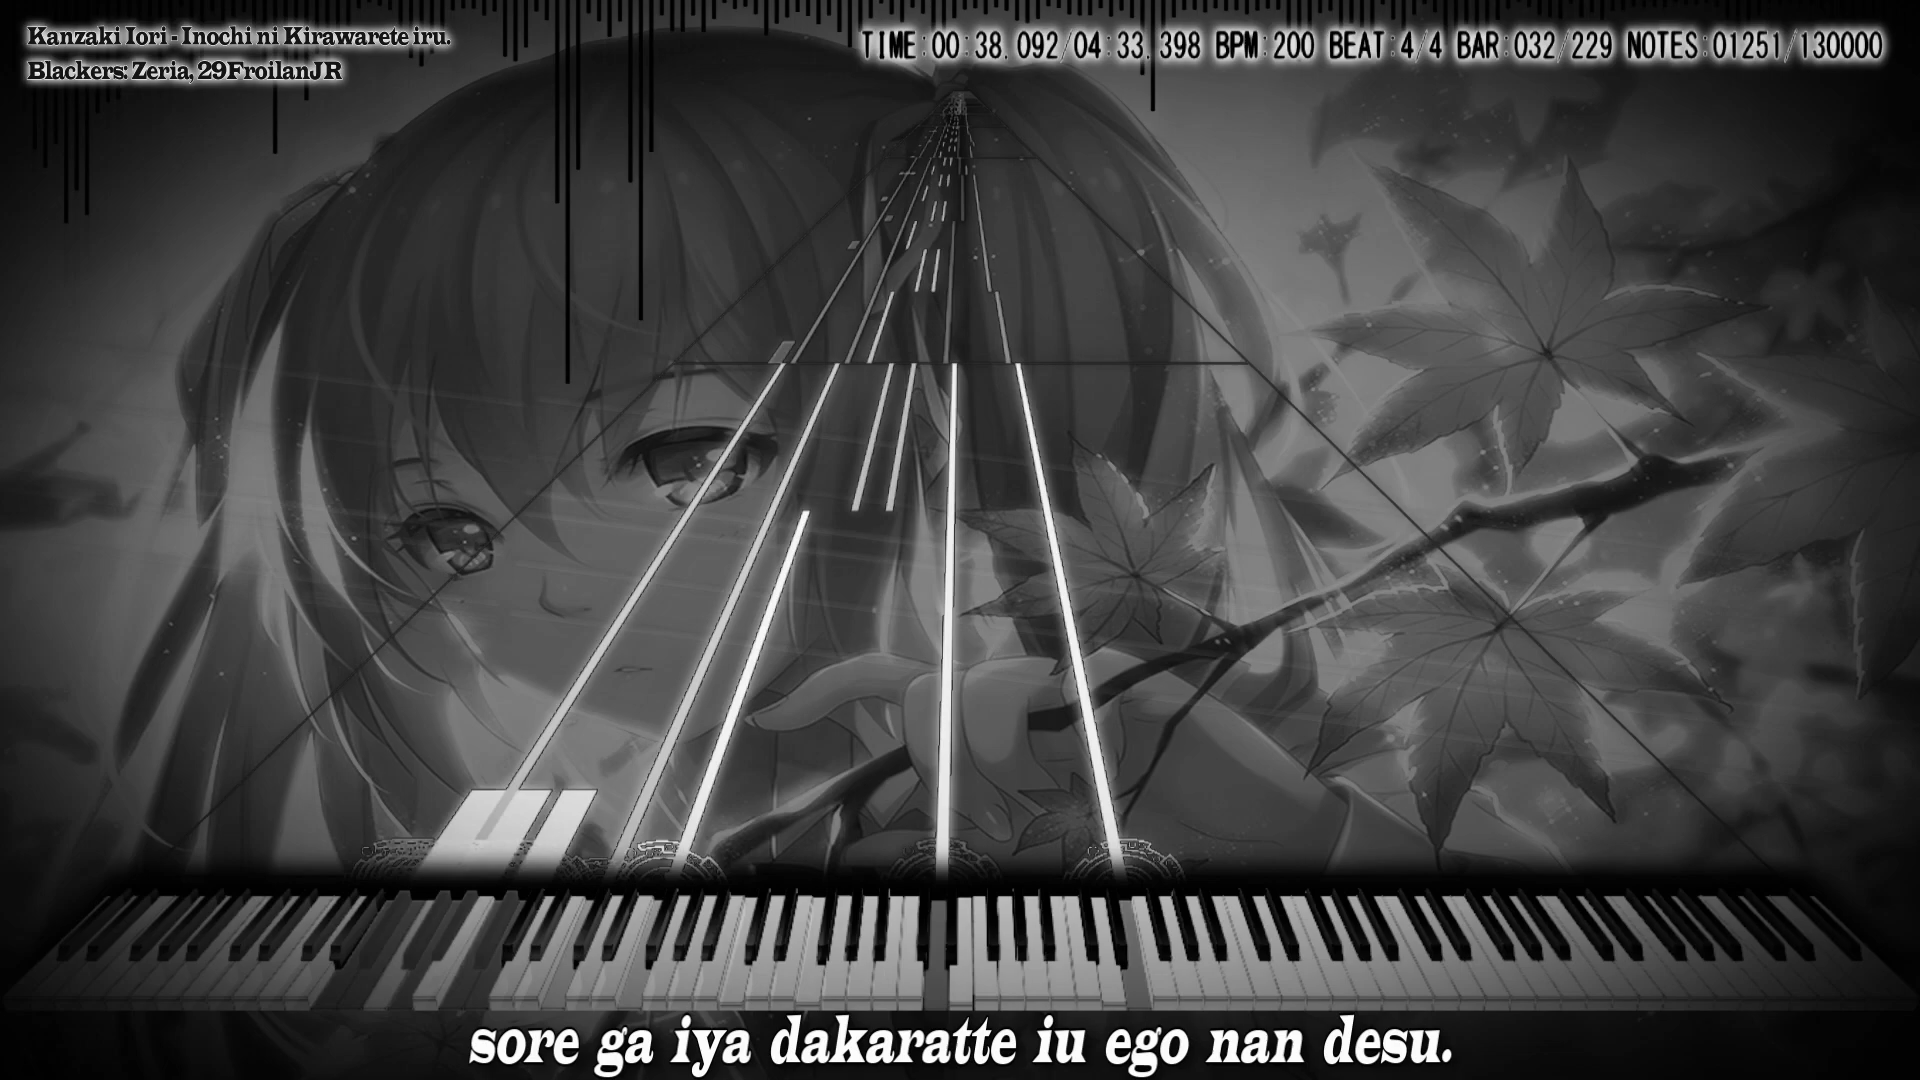 Kanzaki Iori - Inochi ni Kirawarete iru.
Blackers: Zeria, 29FroilanJR
TIME:00:38.092/04:33.398 BPM:200 BEAT:4/4 BAR:032/229 NOTES:01251/130000
sore ga iya dakaratte iu ego nan desu.